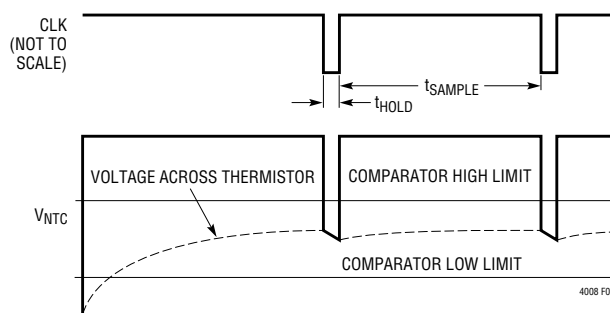 CLK
(NOT TO
SCALE)
tSAMPLE
tHOLD
VOLTAGE ACROSS THERMISTOR
COMPARATOR HIGH LIMIT
VNTC
COMPARATOR LOW LIMIT
4008 F0